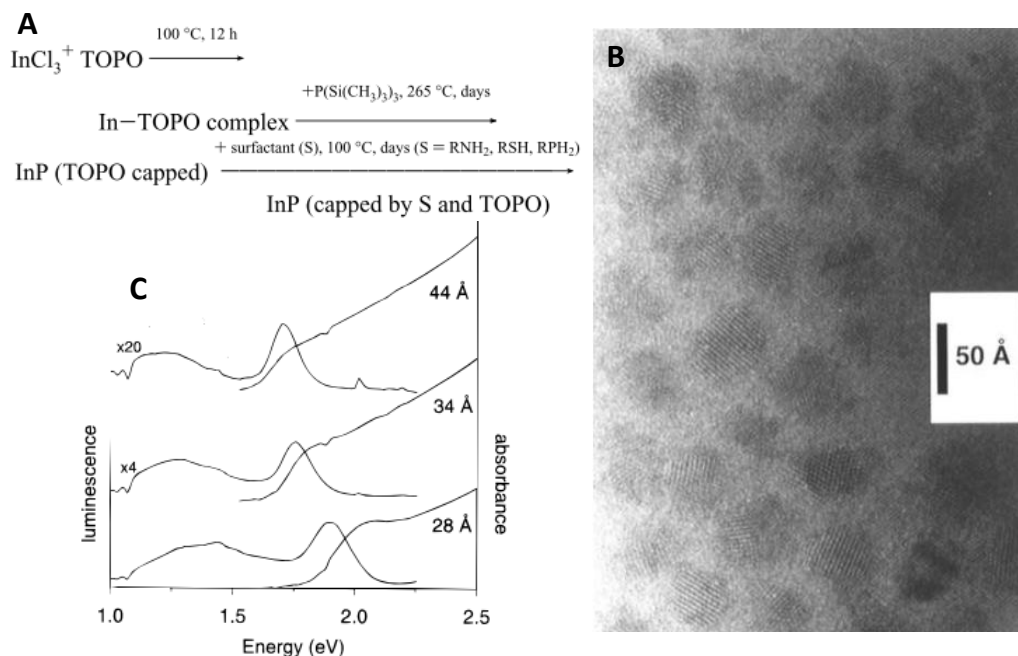 A
100 °C, 12 h
InCl₃⁺ TOPO
+P(Si(CH₃)₃)₃, 265 °C, days
In−TOPO complex
+ surfactant (S), 100 °C, days (S = RNH₂, RSH, RPH₂)
InP (TOPO capped)
InP (capped by S and TOPO)
B
50 Å
C
44 Å
x20
34 Å
x4
28 Å
luminescence
absorbance
1.0 1.5 2.0 2.5
Energy (eV)